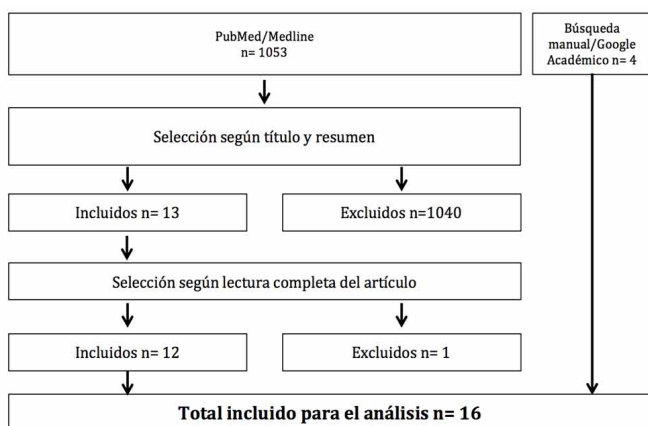 PubMed/Medline
n= 1053
Búsqueda
manual/Google
Académico n= 4
Selección según título y resumen
Incluidos n= 13
Excluidos n=1040
Selección según lectura completa del artículo
Incluidos n= 12
Excluidos n= 1
Total incluido para el análisis n= 16